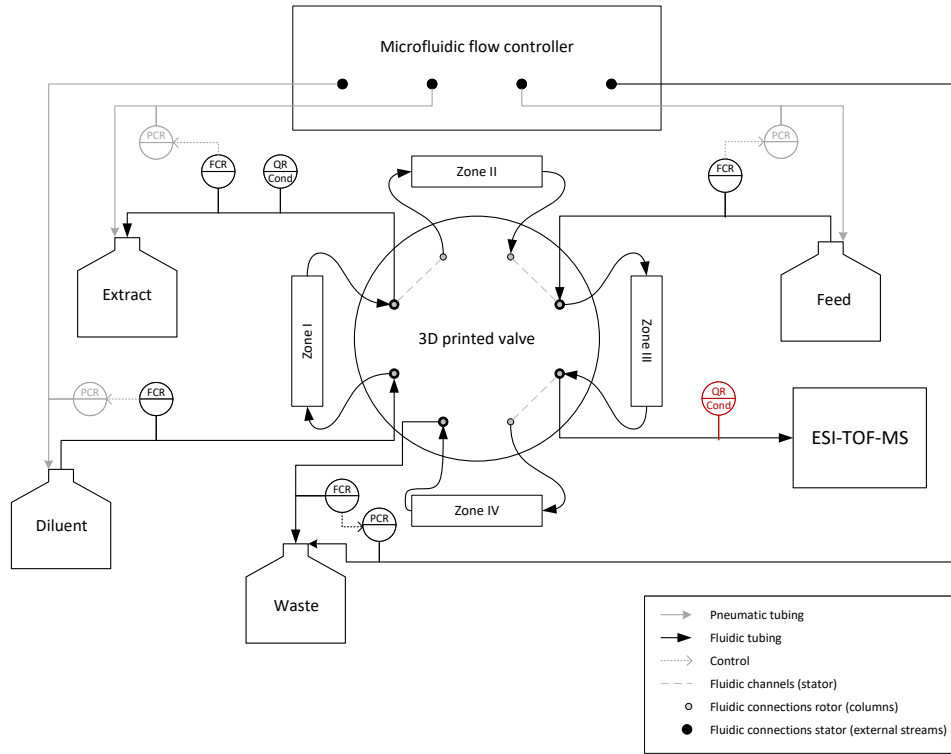 Microfluidic flow controller
PCR
FCR
QR
Cond
Zone II
FCR
PCR
Extract
Zone I
3D printed valve
Zone III
Feed
PCR
FCR
QR
Cond
ESI-TOF-MS
Diluent
FCR
PCR
Zone IV
Waste
Pneumatic tubing
Fluidic tubing
Control
Fluidic channels (stator)
Fluidic connections rotor (columns)
Fluidic connections stator (external streams)